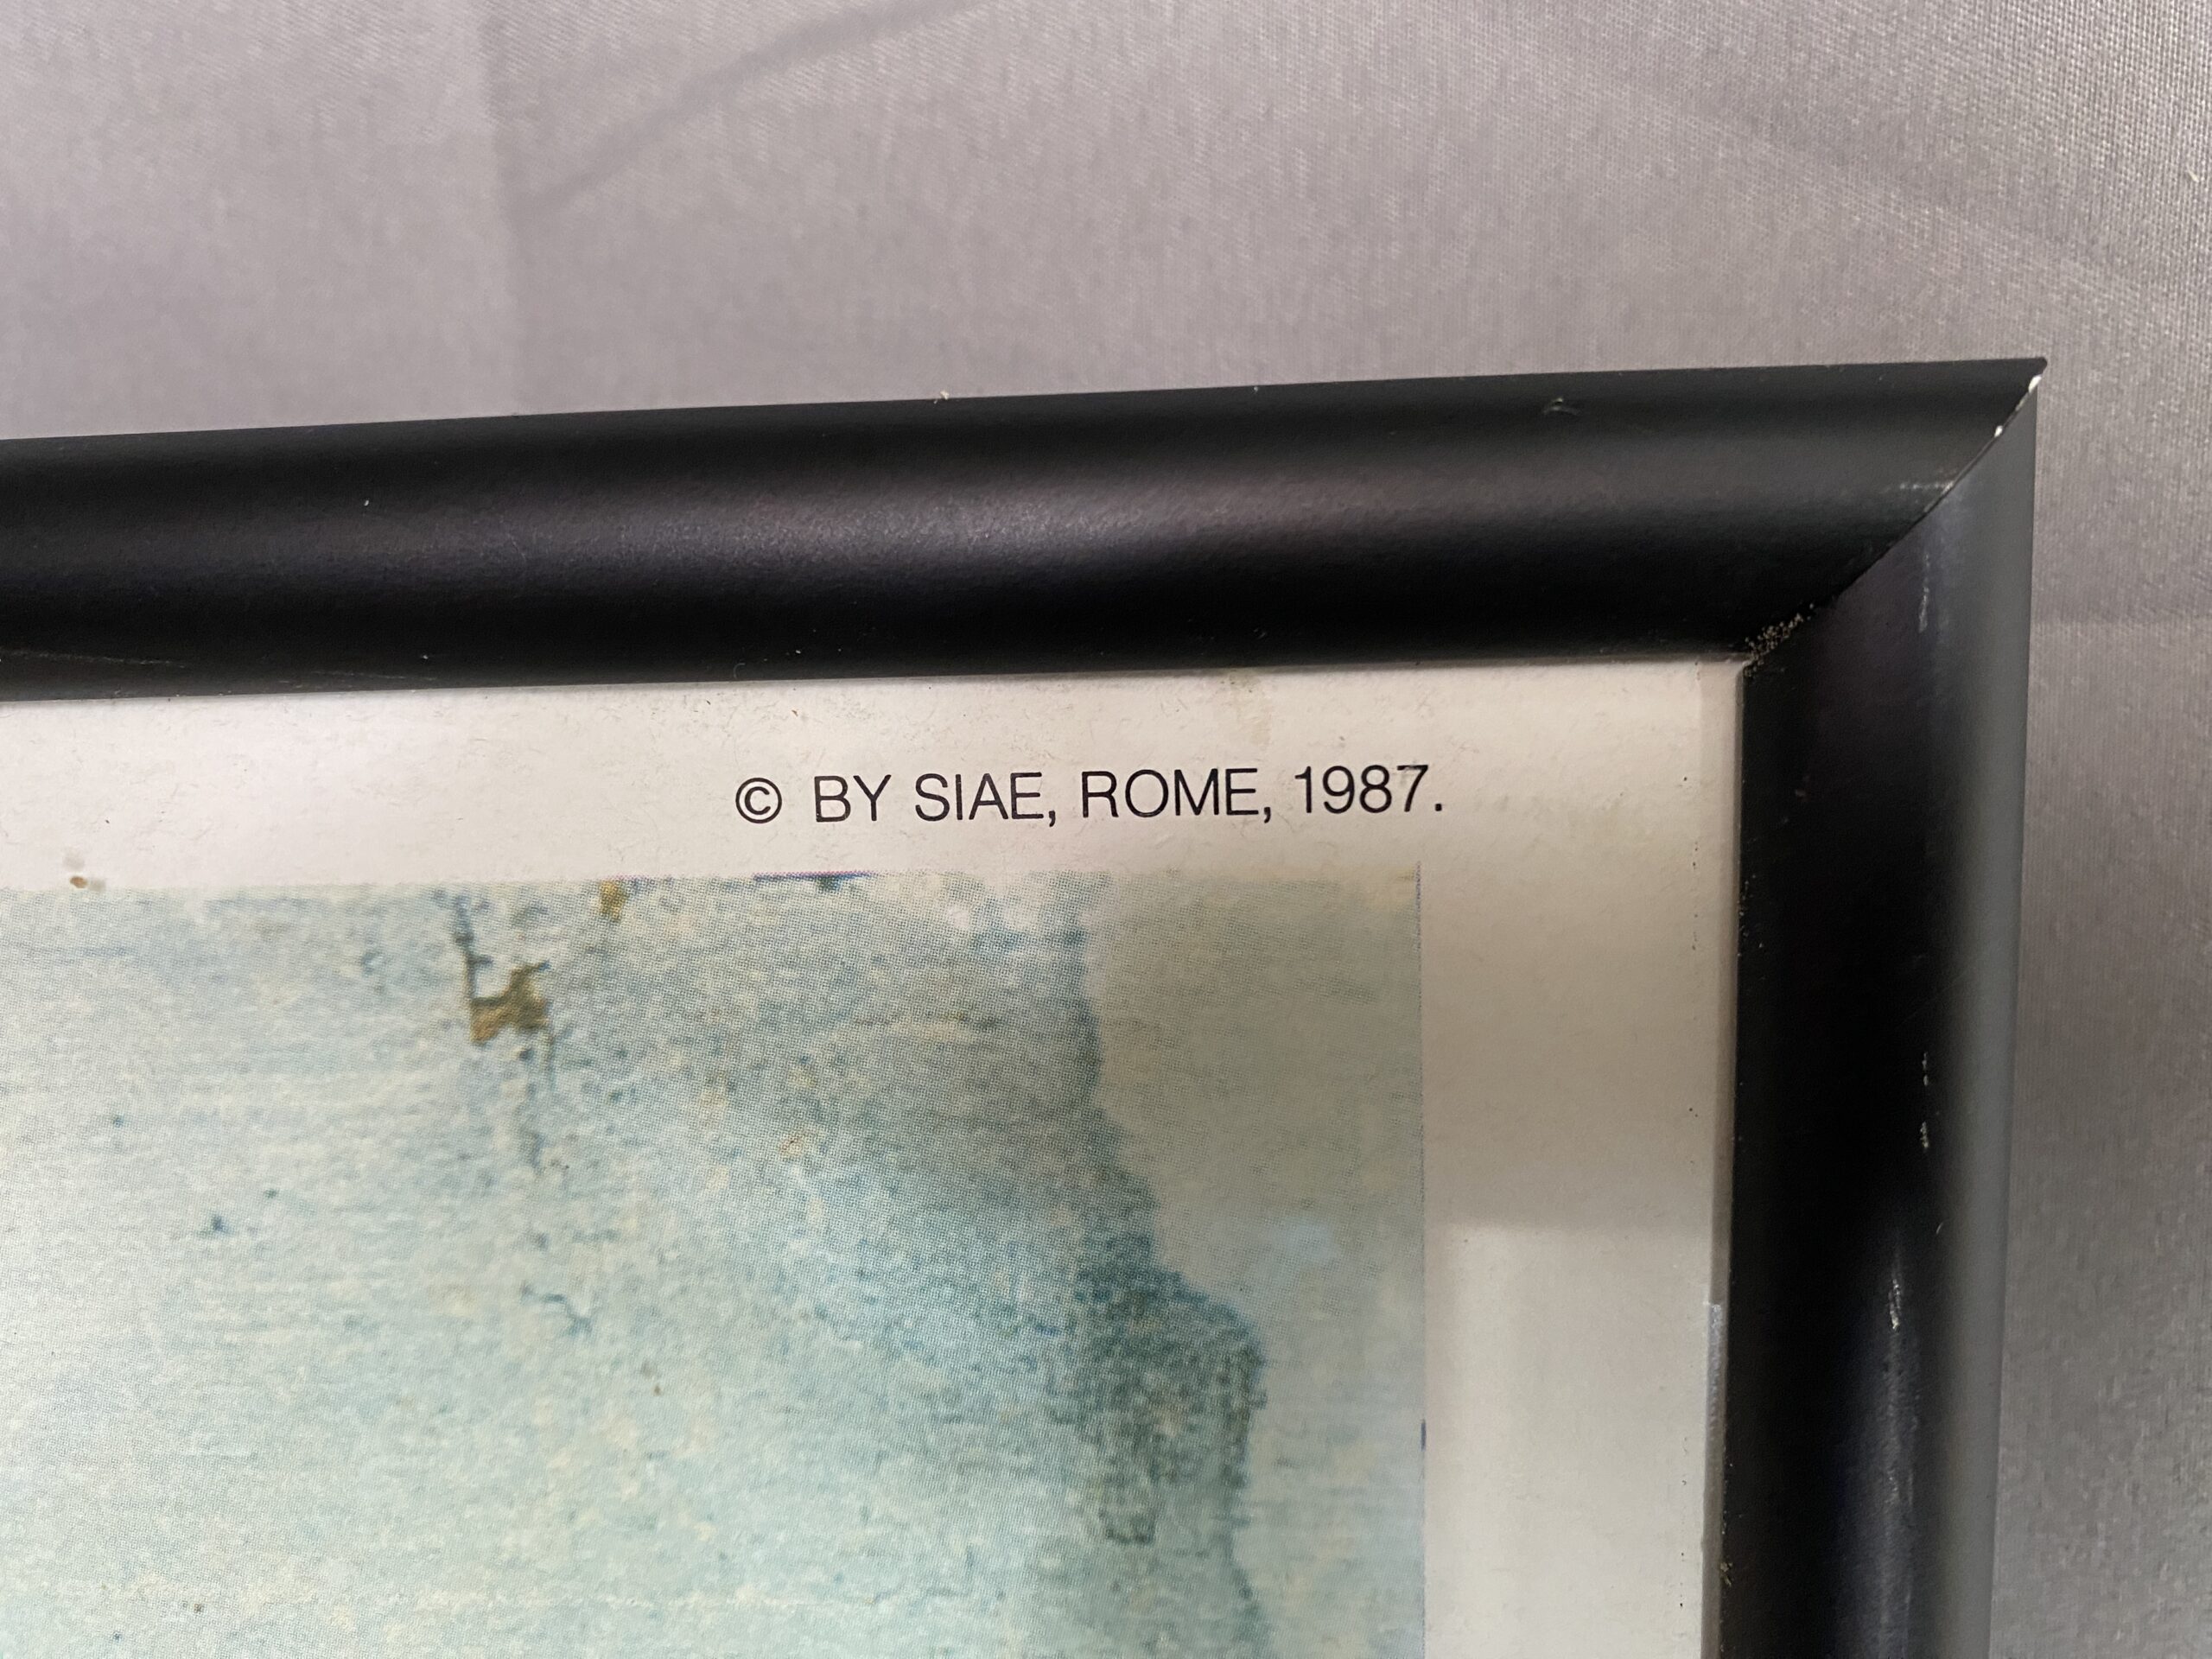 © BY SIAE, ROME, 1987.